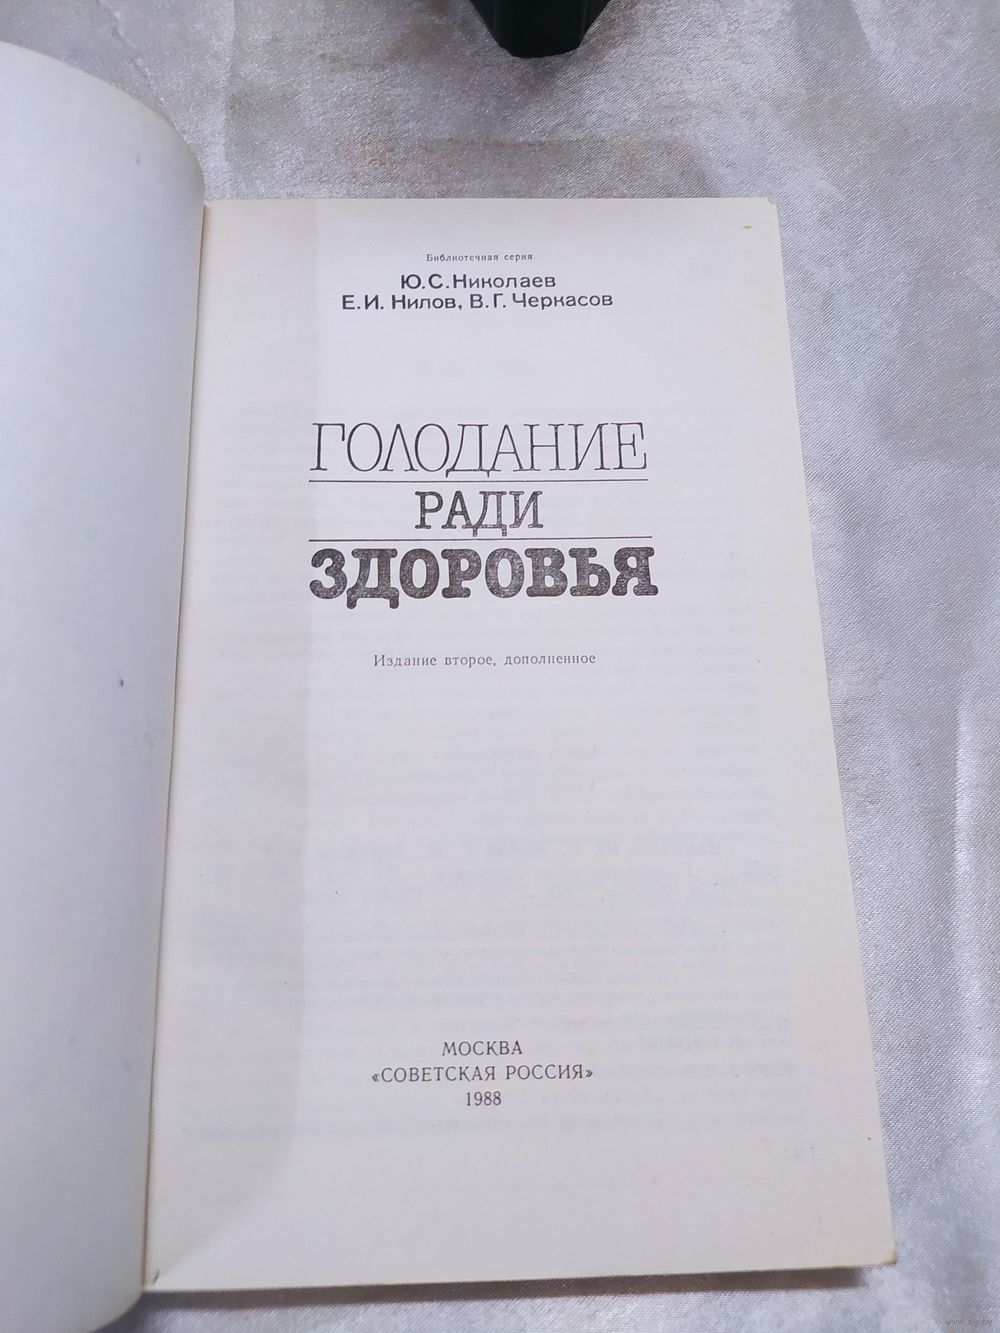 Библиотечная серия
Ю.С.Николаев
Е.И. Нилов, В.Г. Черкасов
ГОЛОДАНИЕ
РАДИ
ЗДОРОВЬЯ
Издание второе, дополненное
МОСКВА
«СОВЕТСКАЯ РОССИЯ»
1988